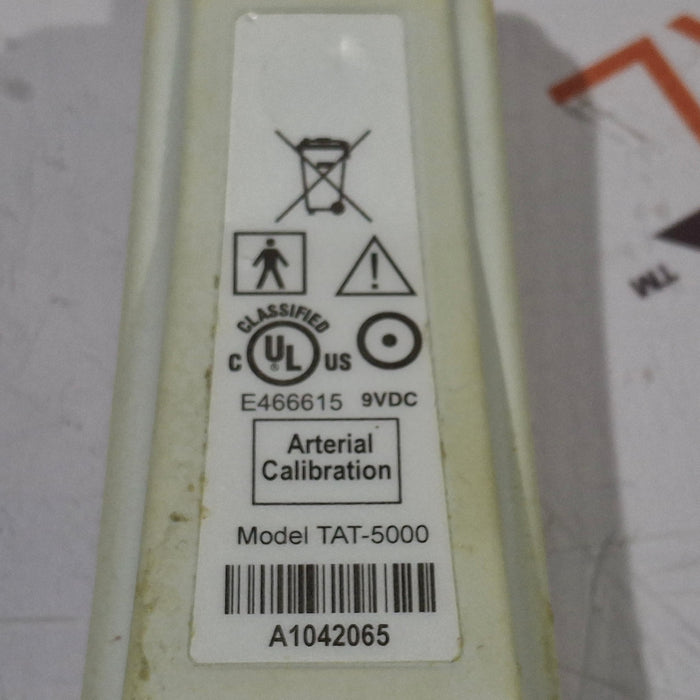 CLASSIFIED
C UL US
®
E466615 9VDC
Arterial
Calibration
Model TAT-5000
A1042065
TM